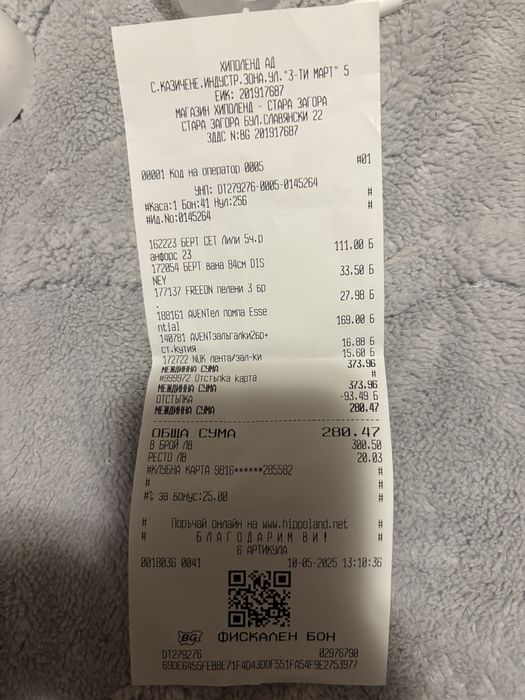 ХИПОЛЕНД АД
С.КАЗИЧЕНЕ,ИНДУСТР.ЗОНА,УЛ."3-ТИ МАРТ" 5
ЕИК: 201917687
МАГАЗИН ХИПОЛЕНД - СТАРА ЗАГОРА
СТАРА ЗАГОРА БУЛ.СЛАВЯНСКИ 22
ЗДДС N:BG 201917687
00001 Код на оператор 0005 #01
УНП: DT279276-0005-0145264 #
#Каса:1 Бон:41 Нул:256 #
#Ид.No:0145264
162223 БЕРТ СЕТ Лили 5ч.р
анфорс 23 111.00 Б
172854 БЕРТ вана 84см DIS
NEY 33.50 Б
177137 FREEON пелени 3 бр
. 27.98 Б
188161 AVENTел помпа Esse
ntial 169.00 Б
140781 AVENTзалъгалки2бр+
ст.кутия 16.88 Б
172722 NUK лента/зал-ки 15.60 Б
МЕЖДИННА СУМА 373.96
#999972 Отстъпка карта #
МЕЖДИННА СУМА 373.96
ОТСТЪПКА -93.49 Б
МЕЖДИННА СУМА 280.47
ОБЩА СУМА 280.47
В БРОЙ ЛВ 300.50
РЕСТО ЛВ 20.03
#КЛУБНА КАРТА 9816******285582 #
# #
#% за Бонус:25.00 #
# Поръчай онлайн на www.hippoland.net #
# БЛАГОДАРИМ ВИ! #
6 АРТИКУЛА
0018036 0041 10-05-2025 13:10:36
BG ФИСКАЛЕН БОН
DT279276 02976790